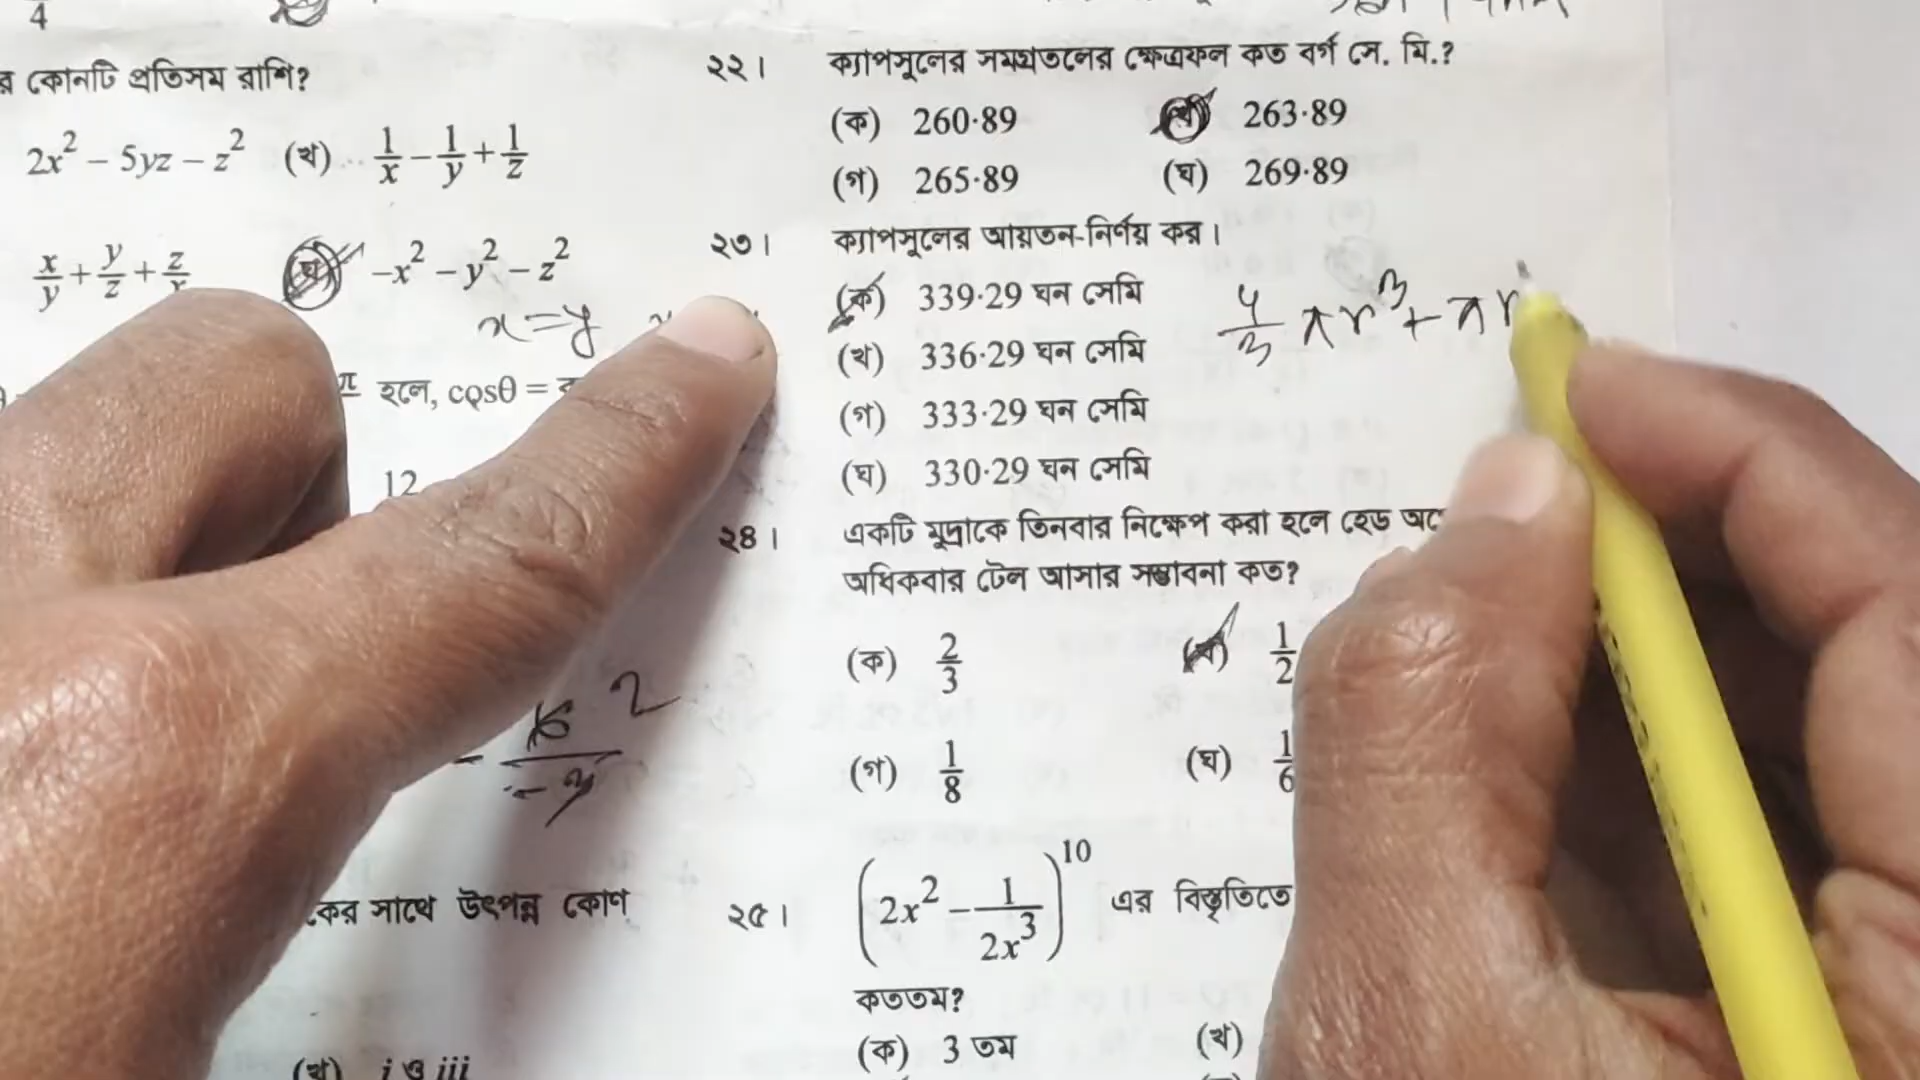 4
র কোনটি প্রতিসম রাশি?
2x² – 5yz – z² (খ) 1/x – 1/y + 1/z
x/y + y/z + z/x (ঘ) –x² – y² – z²
x = y
π হলে, cosθ =
12
2
কের সাথে উৎপন্ন কোণ
(খ) i ও iii
২২। ক্যাপসুলের সমগ্রতলের ক্ষেত্রফল কত বর্গ সে. মি.?
(ক) 260·89 (খ) 263·89
(গ) 265·89 (ঘ) 269·89
২৩। ক্যাপসুলের আয়তন-নির্ণয় কর।
(ক) 339·29 ঘন সেমি
4/3 πr³ + πr
(খ) 336·29 ঘন সেমি
(গ) 333·29 ঘন সেমি
(ঘ) 330·29 ঘন সেমি
২৪। একটি মুদ্রাকে তিনবার নিক্ষেপ করা হলে হেড
অধিকবার টেল আসার সম্ভাবনা কত?
(ক) 2/3 (খ) 1/2
(গ) 1/8 (ঘ) 1/6
২৫। (2x² – 1/2x³)¹⁰ এর বিস্তৃতিতে
কততম?
(ক) 3 তম (খ)